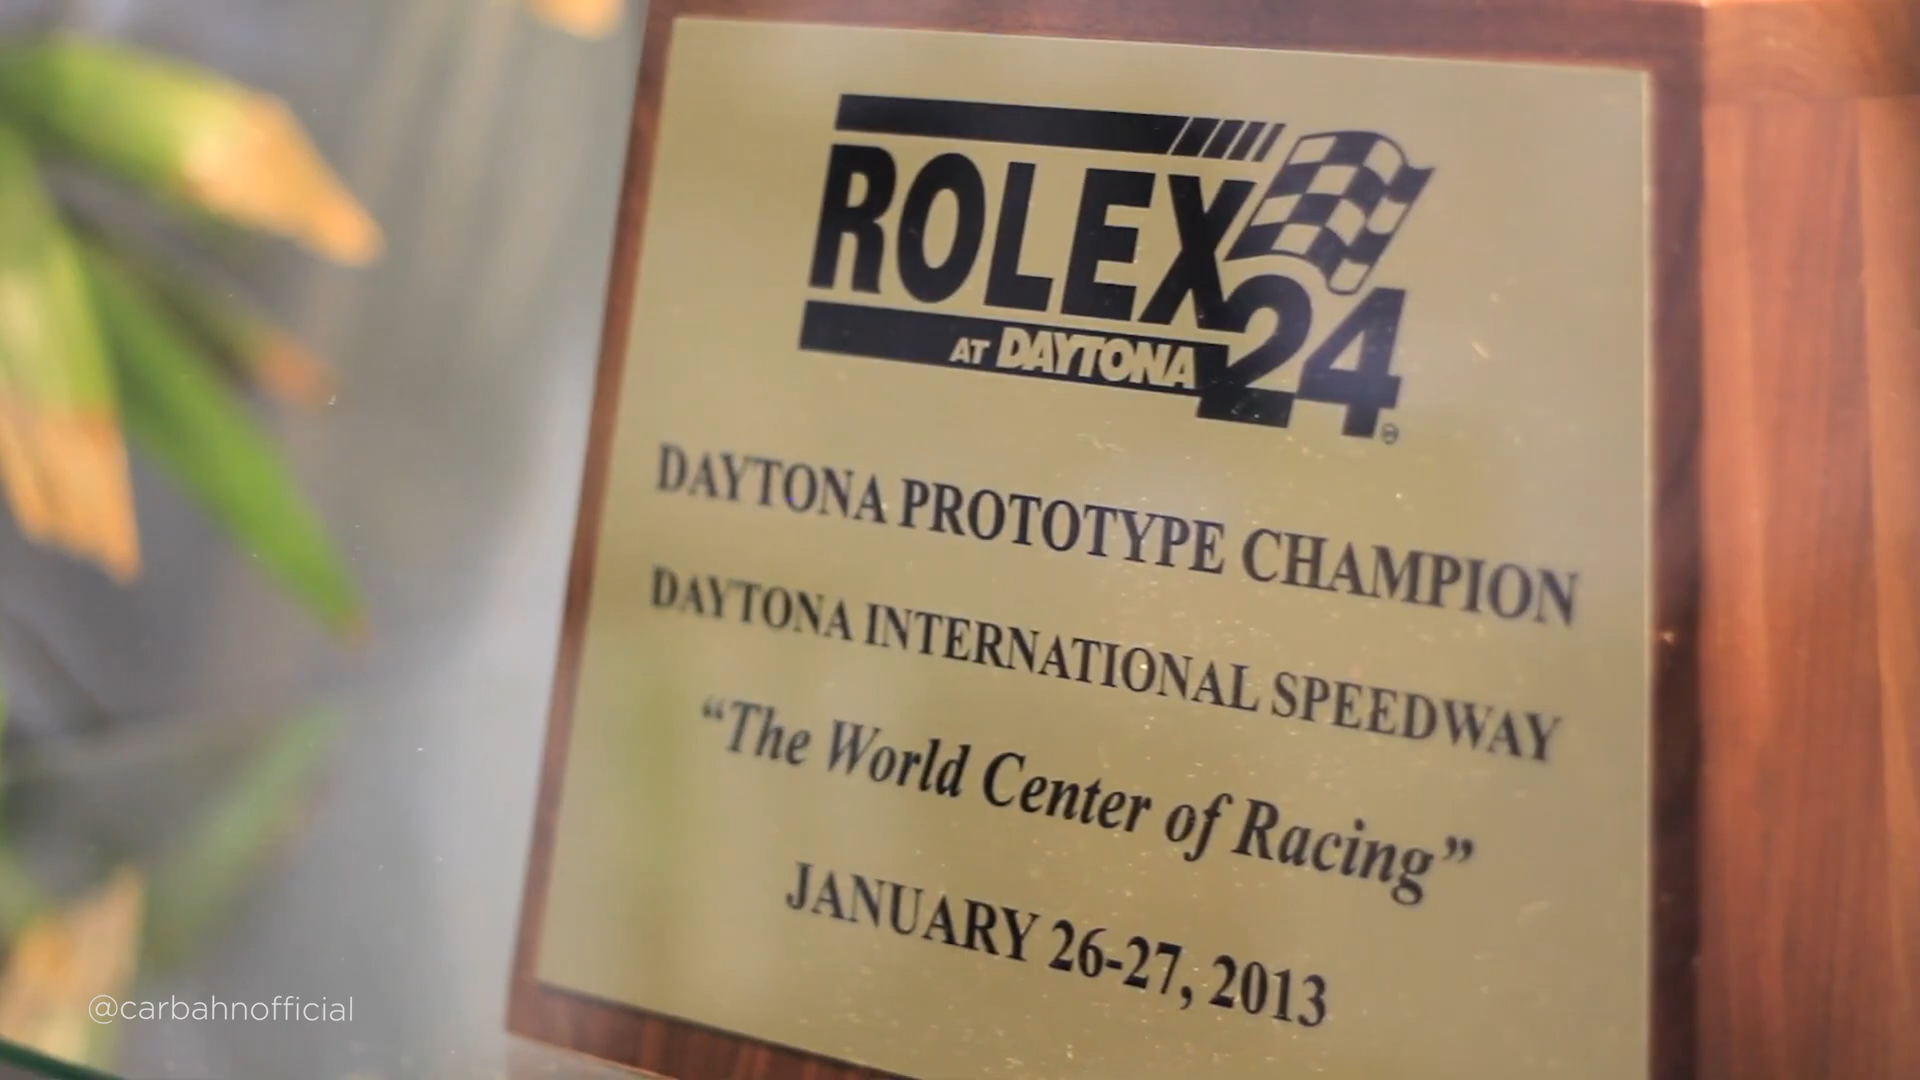 ROLEX
AT DAYTONA 24®
DAYTONA PROTOTYPE CHAMPION
DAYTONA INTERNATIONAL SPEEDWAY
“The World Center of Racing”
JANUARY 26-27, 2013
@carbahnofficial